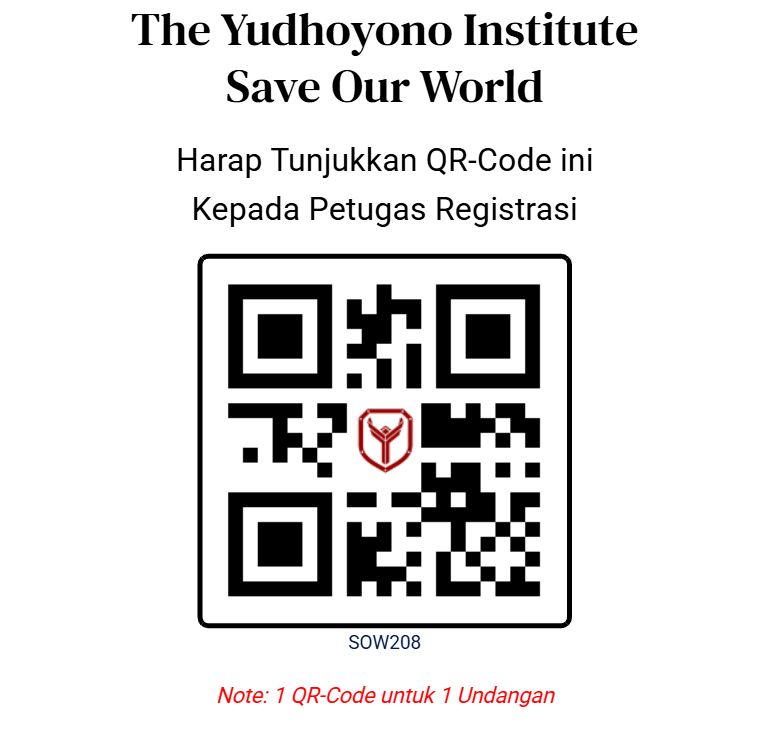 The Yudhoyono Institute
Save Our World
Harap Tunjukkan QR-Code ini
Kepada Petugas Registrasi
SOW208
Note: 1 QR-Code untuk 1 Undangan